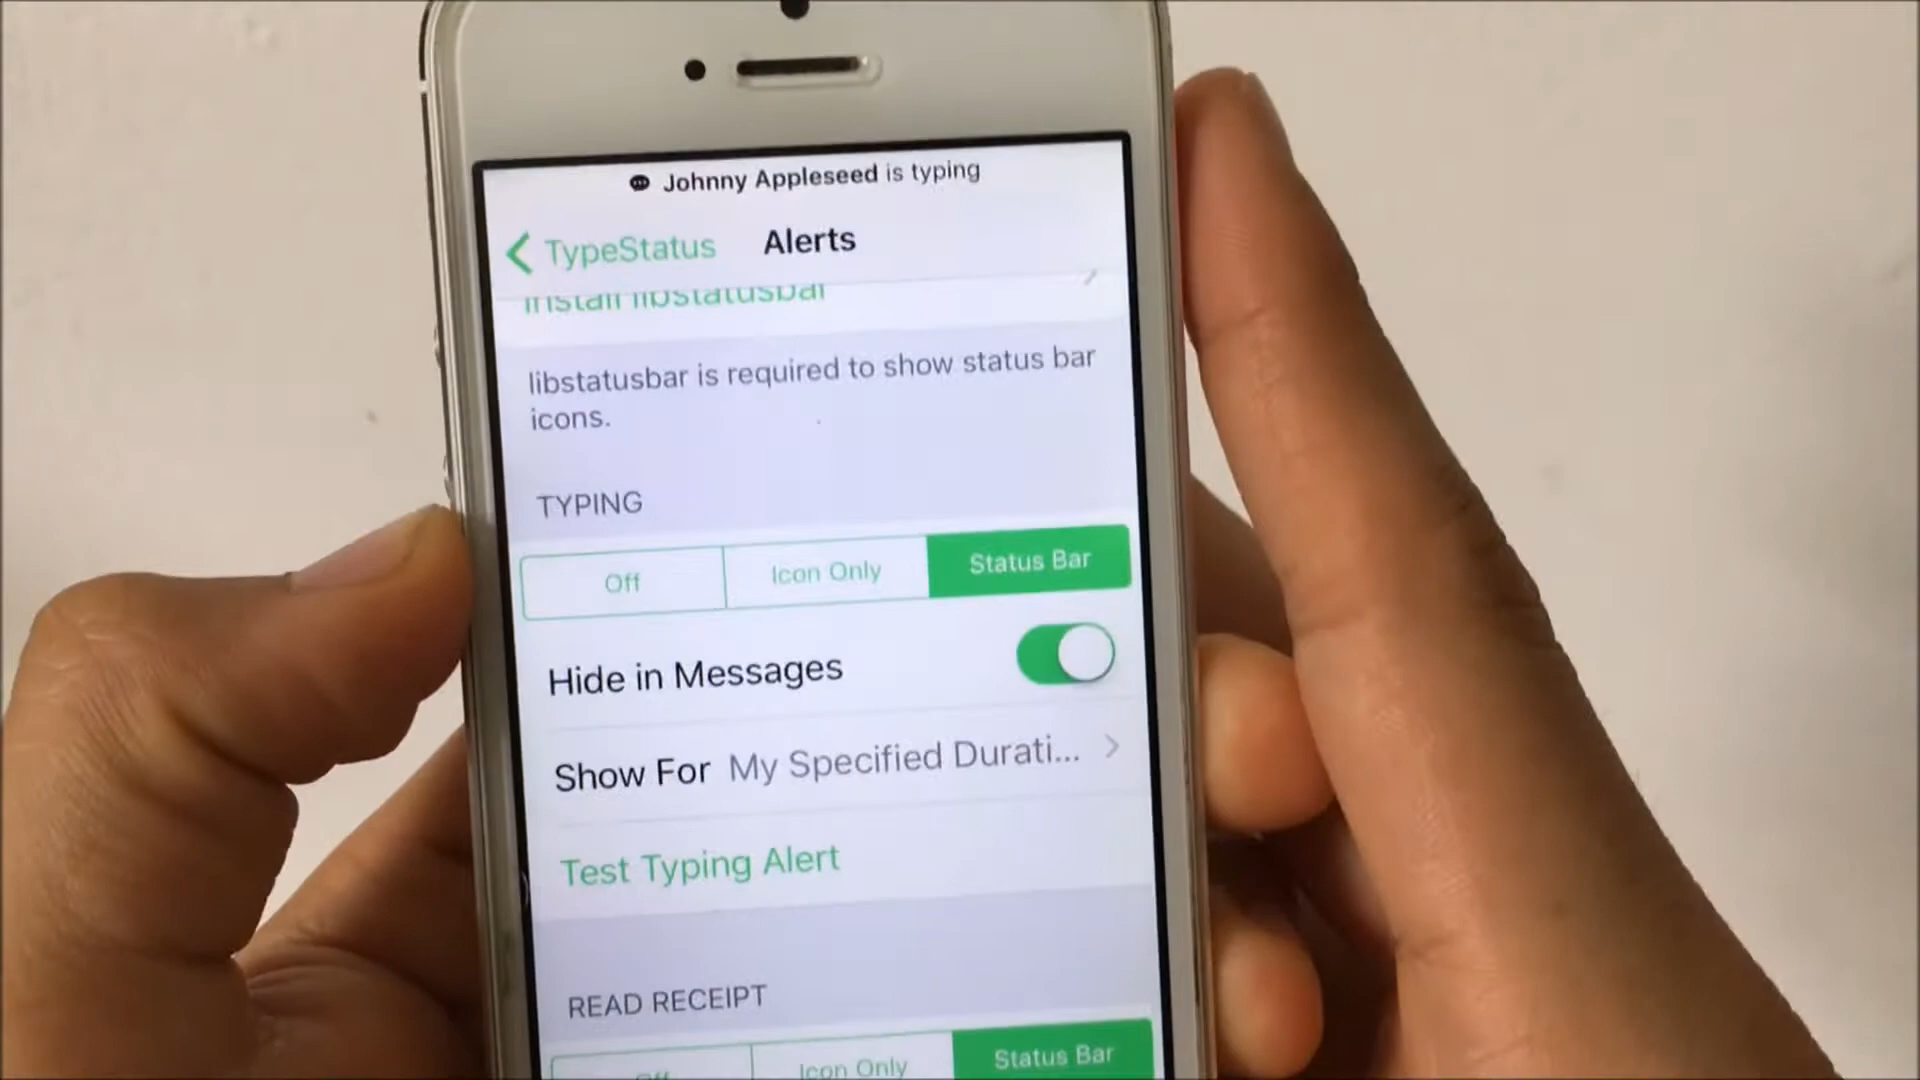 Johnny Appleseed is typing
TypeStatus Alerts
Install libstatusbar
libstatusbar is required to show status bar
icons.
TYPING
Off Icon Only Status Bar
Hide in Messages
Show For My Specified Durati...
Test Typing Alert
READ RECEIPT
Off Icon Only Status Bar